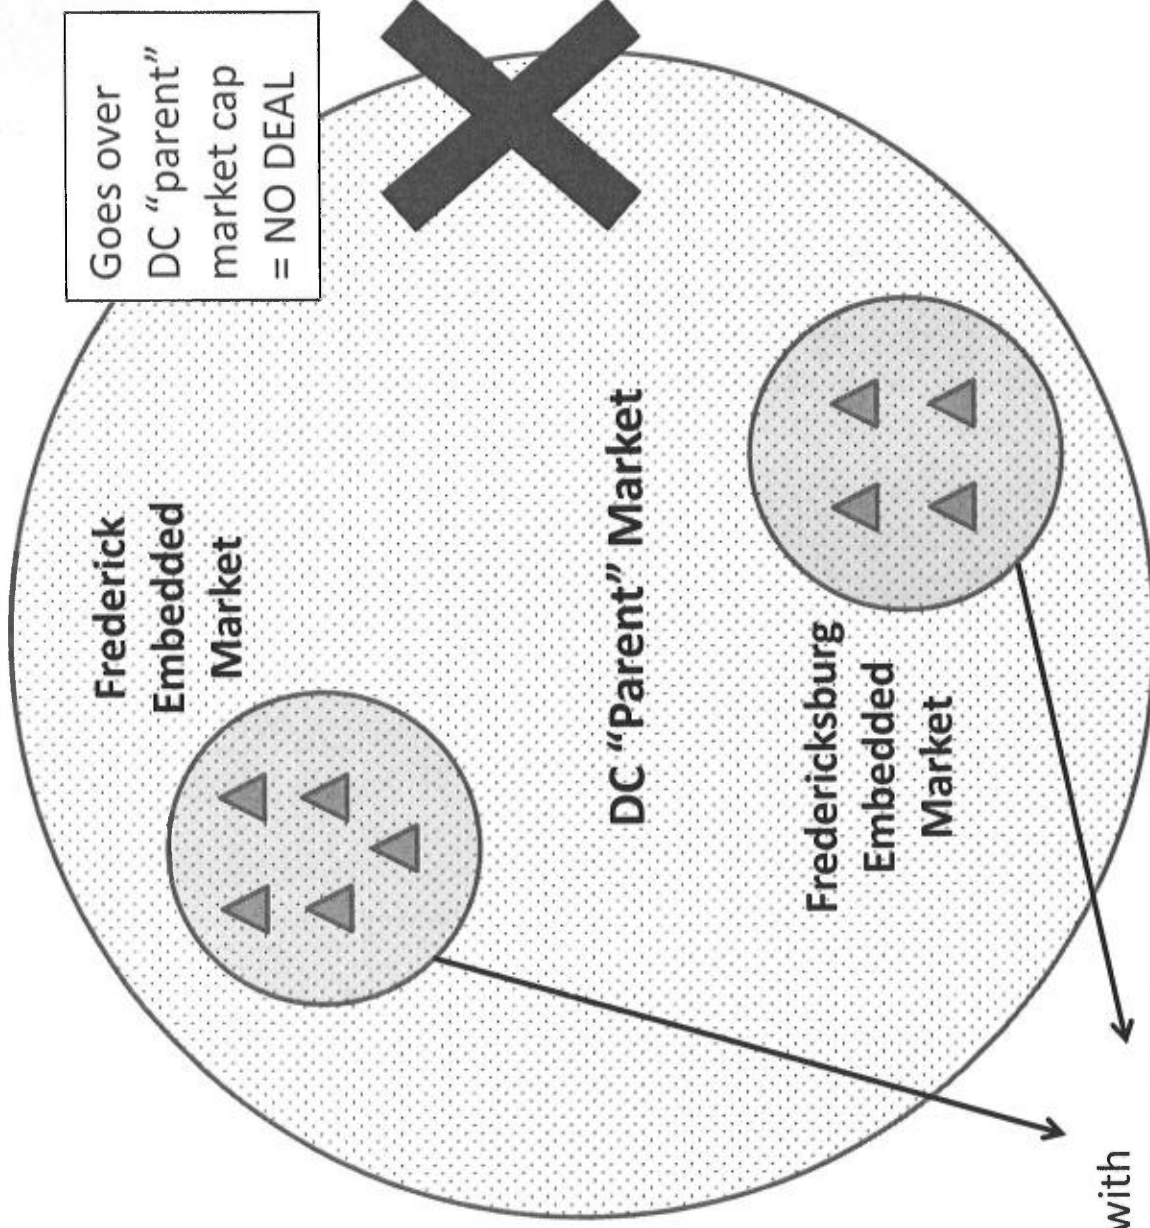 Goes over
DC “parent”
market cap
= NO DEAL
Frederick
Embedded
Market
DC “Parent” Market
Fredericksburg
Embedded
Market
with